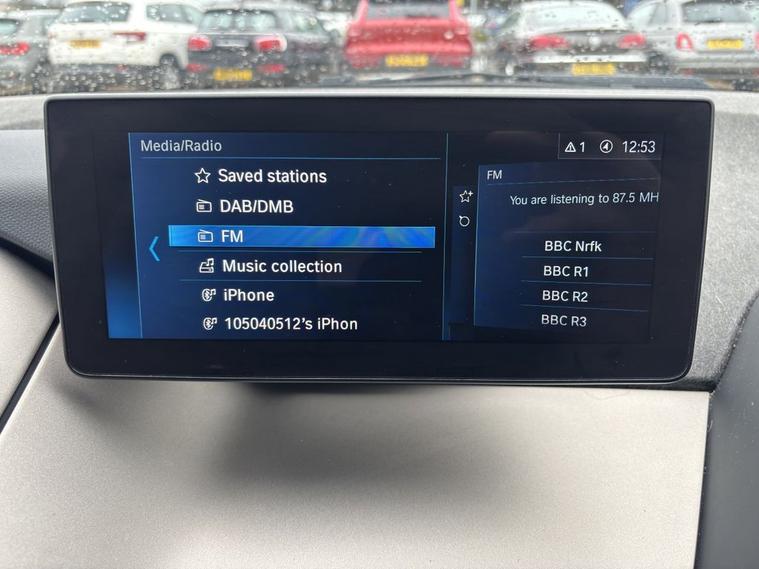 Media/Radio
1 12:53
Saved stations
DAB/DMB
FM
Music collection
iPhone
105040512's iPhon
FM
You are listening to 87.5 MH
BBC Nrfk
BBC R1
BBC R2
BBC R3